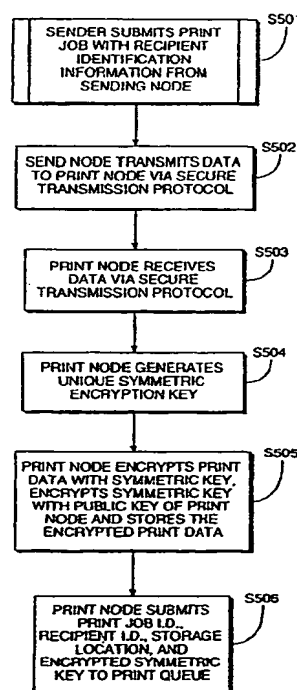 S501
SENDER SUBMITS PRINT
JOB WITH RECIPIENT
IDENTIFICATION
INFORMATION FROM
SENDING NODE
S502
SEND NODE TRANSMITS DATA
TO PRINT NODE VIA SECURE
TRANSMISSION PROTOCOL
S503
PRINT NODE RECEIVES
DATA VIA SECURE
TRANSMISSION PROTOCOL
S504
PRINT NODE GENERATES
UNIQUE SYMMETRIC
ENCRYPTION KEY
S505
PRINT NODE ENCRYPTS PRINT
DATA WITH SYMMETRIC KEY,
ENCRYPTS SYMMETRIC KEY
WITH PUBLIC KEY OF PRINT
NODE AND STORES THE
ENCRYPTED PRINT DATA
S506
PRINT NODE SUBMITS
PRINT JOB I.D.,
RECIPIENT I.D., STORAGE
LOCATION, AND
ENCRYPTED SYMMETRIC
KEY TO PRINT QUEUE